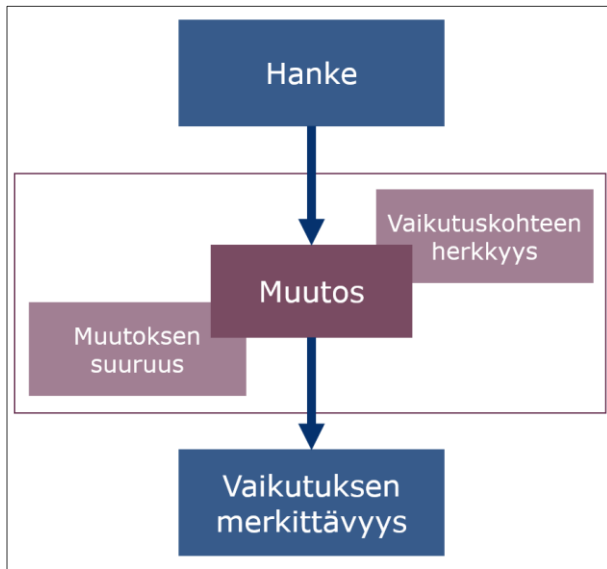 Hanke
Vaikutuskohteen
herkkyys
Muutos
Muutoksen
suuruus
Vaikutuksen
merkittävyys